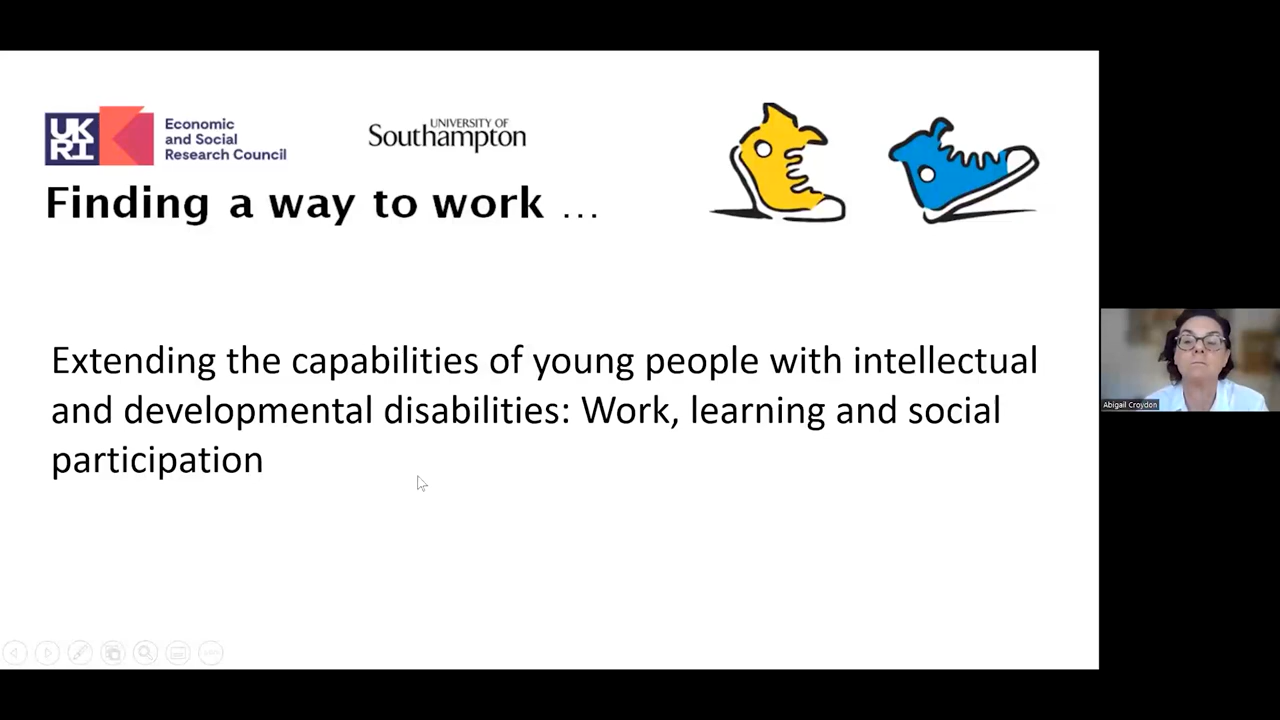 UK
RI
Economic
and Social
Research Council
UNIVERSITY OF
Southampton
Finding a way to work ...
Extending the capabilities of young people with intellectual
and developmental disabilities: Work, learning and social
participation
Abigail Croydon